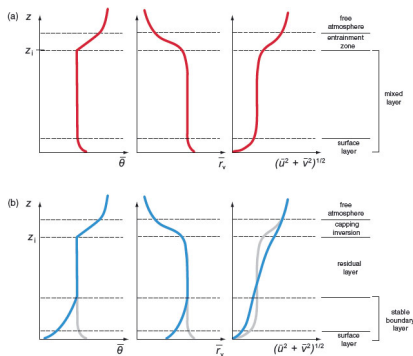 (a)
z
free
atmosphere
entrainment
zone
z_i
mixed
layer
surface
layer
θ̄
r̄_v
(ū² + v̄²)^1/2
(b)
z
free
atmosphere
capping
inversion
z_i
residual
layer
stable
boundary
layer
surface
layer
θ̄
r̄_v
(ū² + v̄²)^1/2